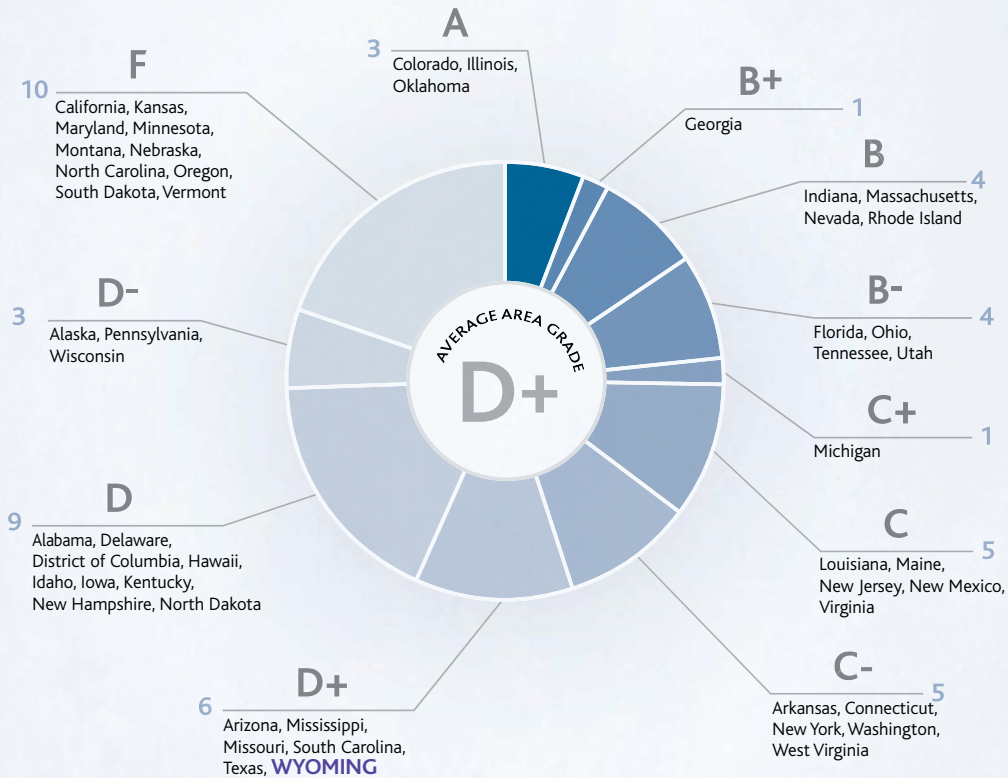 A
3
Colorado, Illinois,
Oklahoma
B+
1
Georgia
B
4
Indiana, Massachusetts,
Nevada, Rhode Island
B-
4
Florida, Ohio,
Tennessee, Utah
C+
1
Michigan
C
5
Louisiana, Maine,
New Jersey, New Mexico,
Virginia
C-
5
Arkansas, Connecticut,
New York, Washington,
West Virginia
D+
6
Arizona, Mississippi,
Missouri, South Carolina,
Texas, WYOMING
D
9
Alabama, Delaware,
District of Columbia, Hawaii,
Idaho, Iowa, Kentucky,
New Hampshire, North Dakota
D-
3
Alaska, Pennsylvania,
Wisconsin
F
10
California, Kansas,
Maryland, Minnesota,
Montana, Nebraska,
North Carolina, Oregon,
South Dakota, Vermont
AVERAGE AREA GRADE
D+